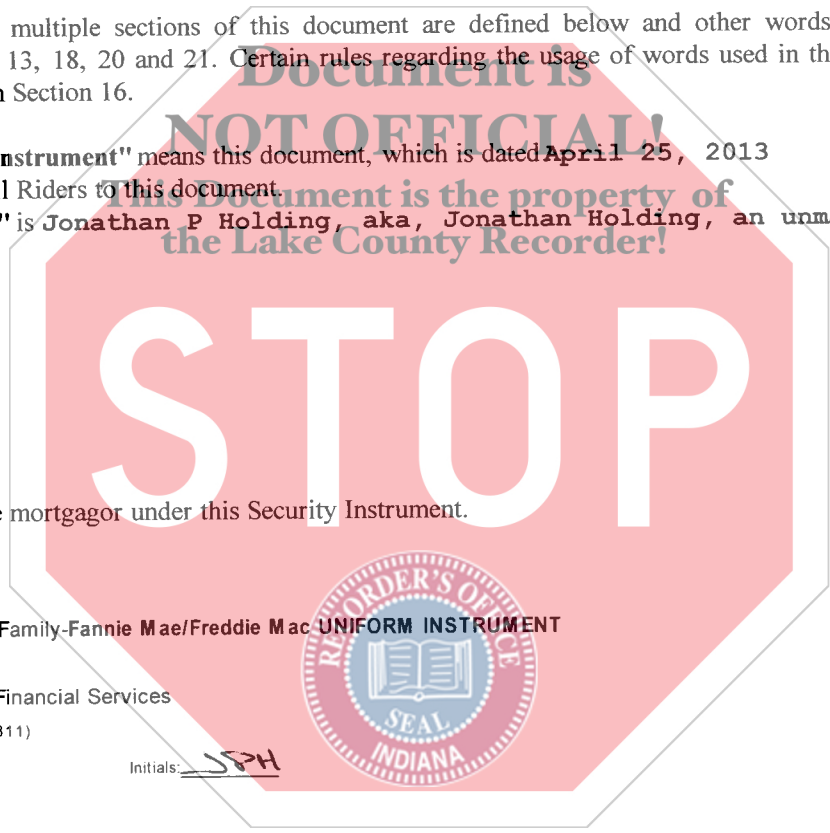 multiple sections of this document are defined below and other words
13, 18, 20 and 21. Certain rules regarding the usage of words used in th
Document is
n Section 16.
NOT OFFICIAL!
nstrument" means this document, which is dated April 25, 2013
l Riders to this document.
This Document is the property of
" is Jonathan P Holding, aka, Jonathan Holding, an unm
the Lake County Recorder!
STOP
e mortgagor under this Security Instrument.
RECORDER'S OFFICE
Family-Fannie Mae/Freddie Mac UNIFORM INSTRUMENT
Financial Services
SEAL
311)
INDIANA
Initials: JPH